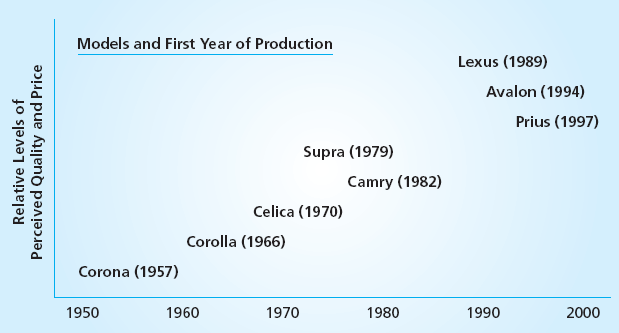 Models and First Year of Production
Relative Levels of
Perceived Quality and Price
Lexus (1989)
Avalon (1994)
Prius (1997)
Supra (1979)
Camry (1982)
Celica (1970)
Corolla (1966)
Corona (1957)
1950 1960 1970 1980 1990 2000